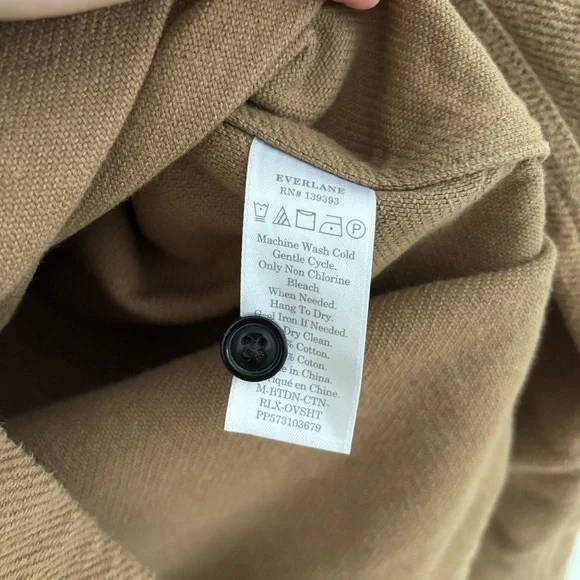 EVERLANE
RN# 139393
P
Machine Wash Cold
Gentle Cycle.
Only Non Chlorine
Bleach
When Needed.
Hang To Dry.
Iron If Needed.
Dry Clean.
% Cotton.
Cotton.
in China.
en Chine.
M-BTDN-CTN-
RLX-OVSHT
PP573103679